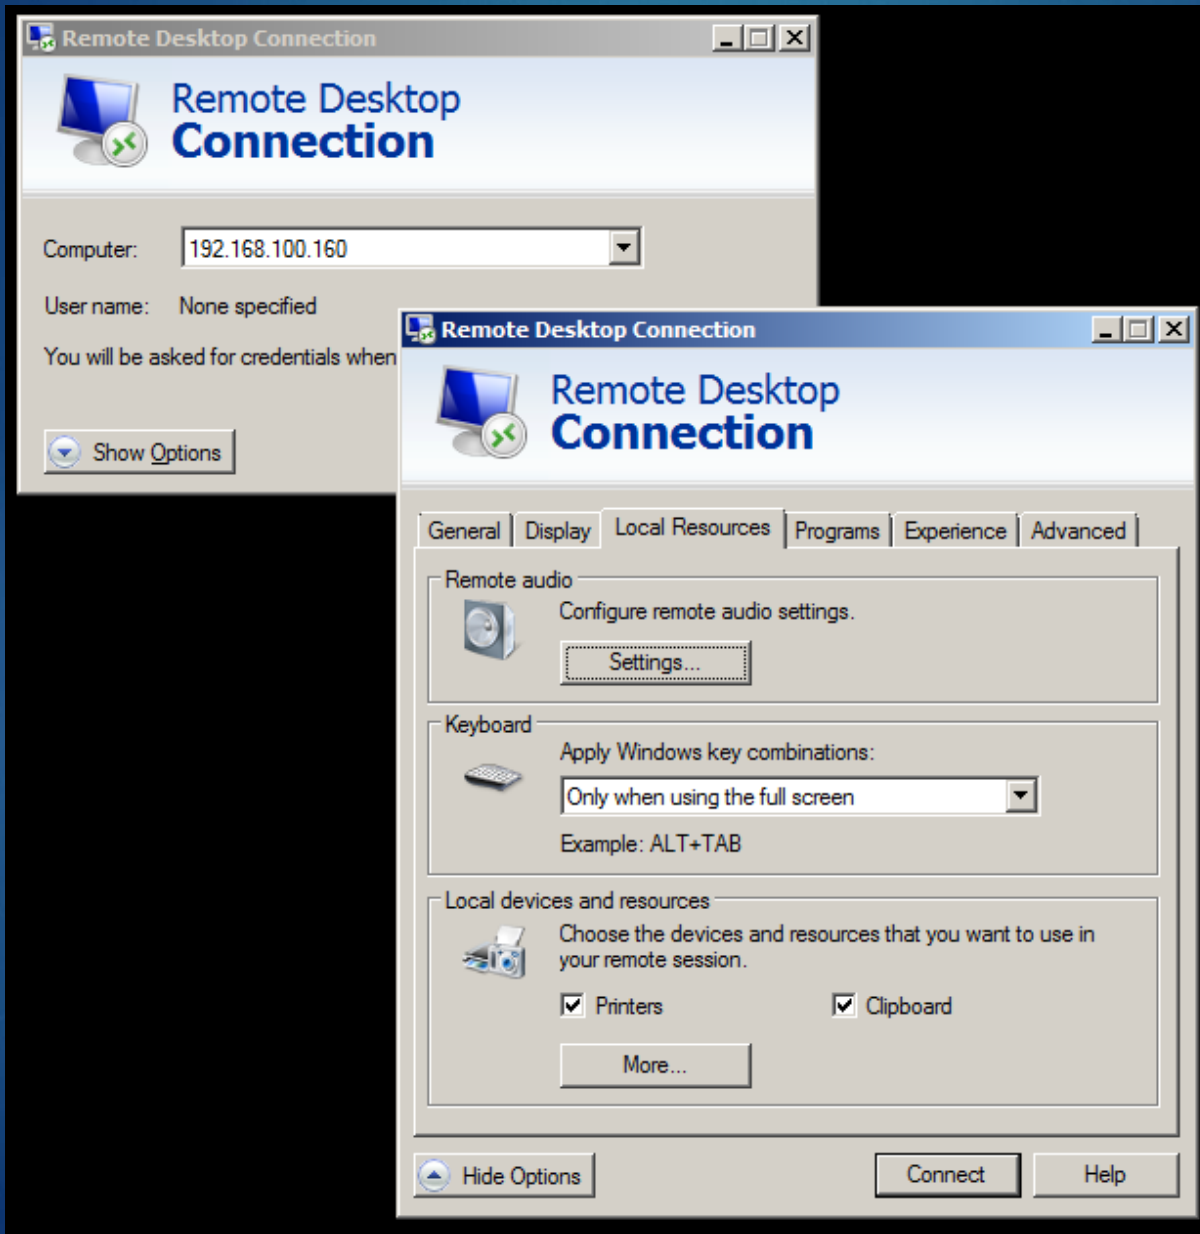 Remote Desktop Connection
Remote Desktop
Connection
Computer:
192.168.100.160
User name:
None specified
You will be asked for credentials when
Show Options
Remote Desktop Connection
Remote Desktop
Connection
General
Display
Local Resources
Programs
Experience
Advanced
Remote audio
Configure remote audio settings.
Settings...
Keyboard
Apply Windows key combinations:
Only when using the full screen
Example: ALT+TAB
Local devices and resources
Choose the devices and resources that you want to use in
your remote session.
Printers
Clipboard
More...
Hide Options
Connect
Help